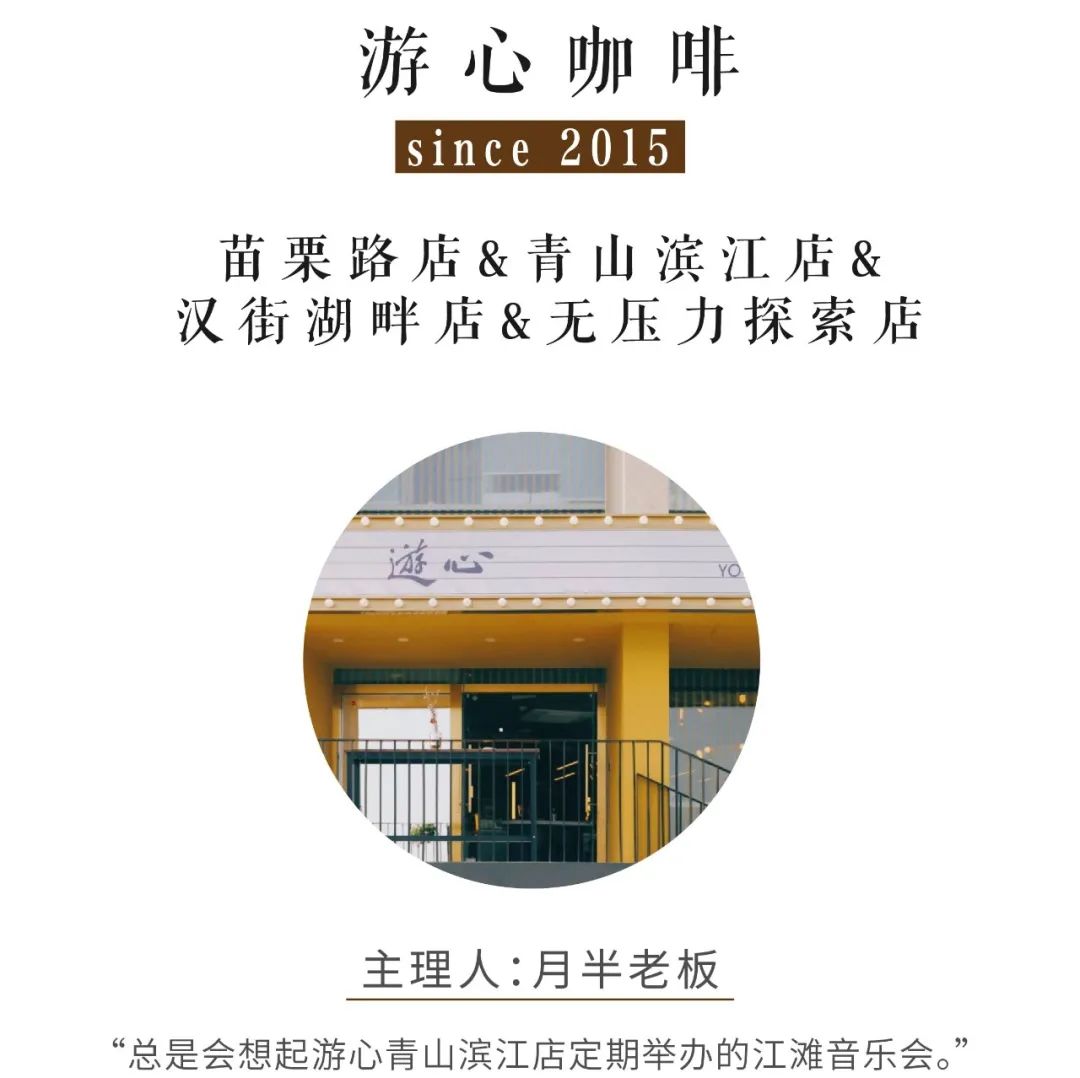 游心咖啡
since 2015
苗栗路店&青山滨江店&
汉街湖畔店&无压力探索店
遊心
YO
主理人:月半老板
“总是会想起游心青山滨江店定期举办的江滩音乐会。”